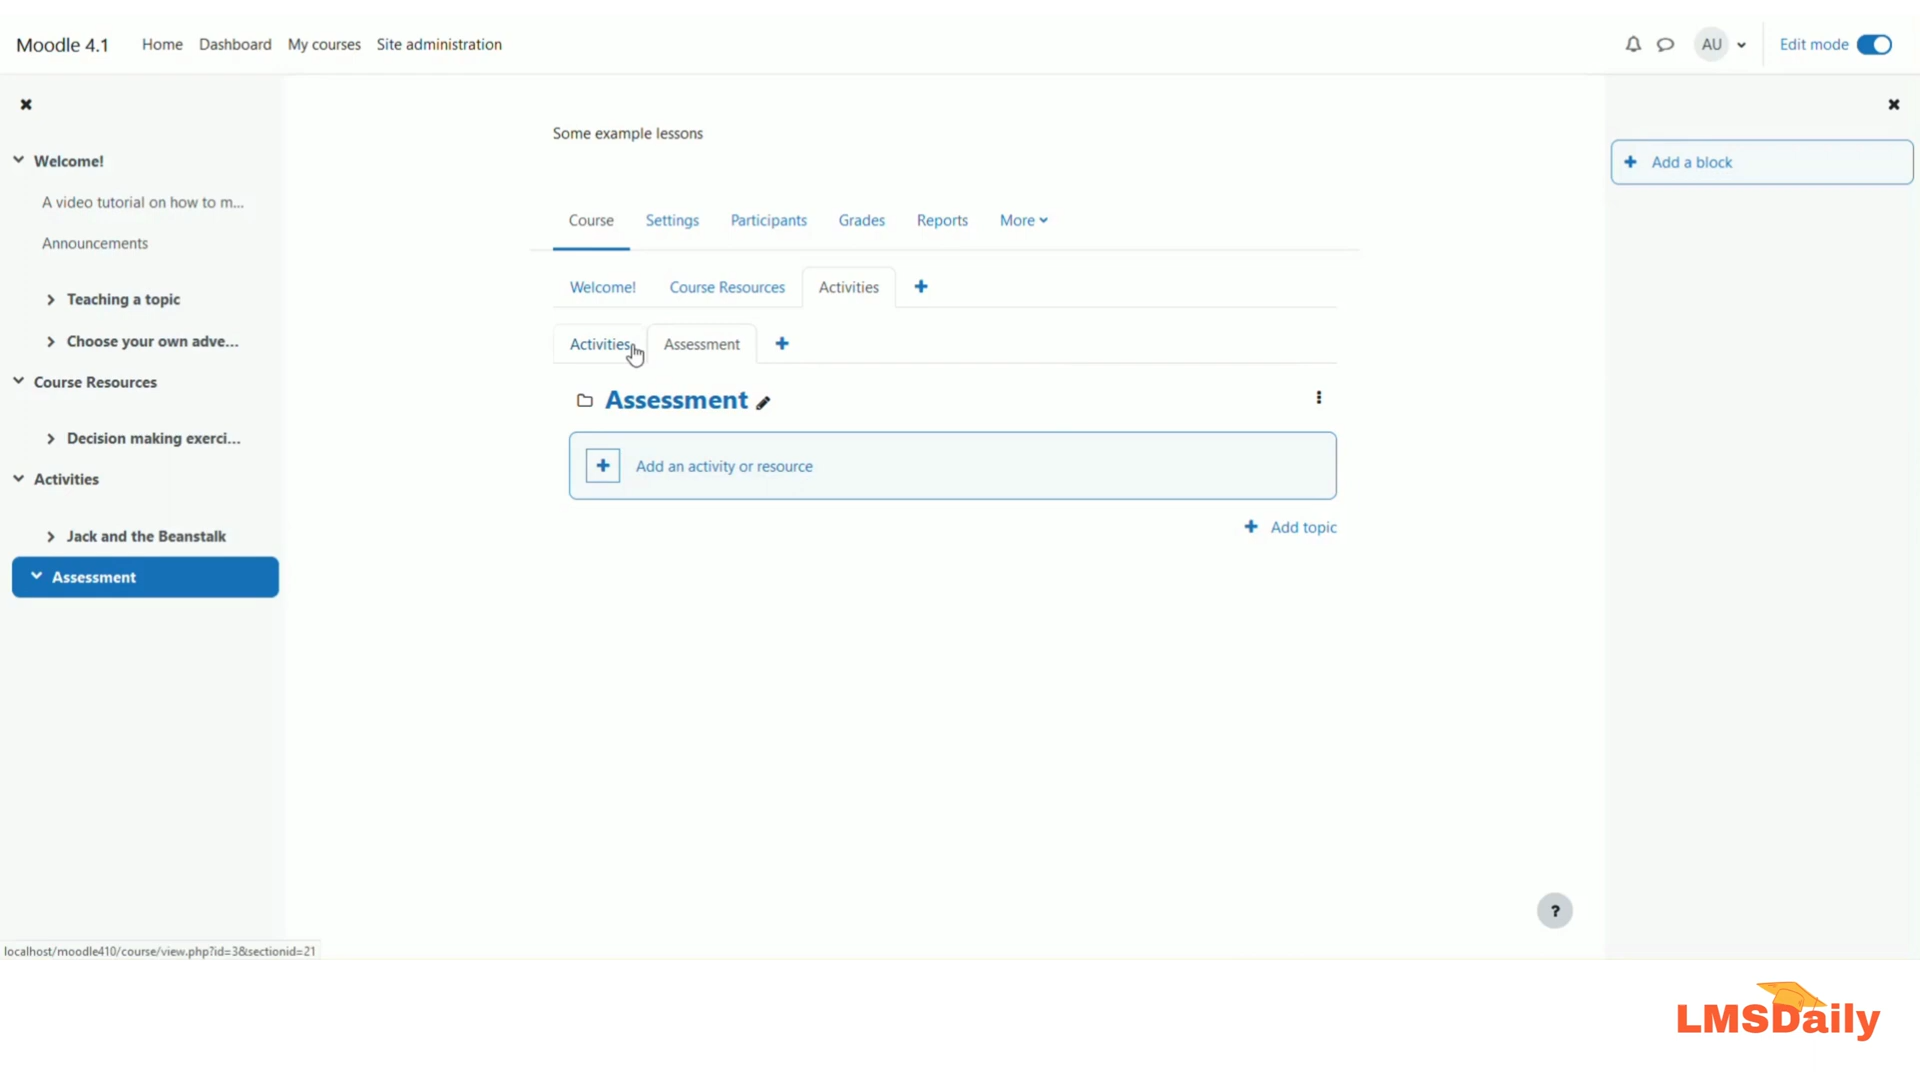 Moodle 4.1 Home Dashboard My courses Site administration AU Edit mode
Welcome!
A video tutorial on how to m...
Announcements
Teaching a topic
Choose your own adve...
Course Resources
Decision making exerci...
Activities
Jack and the Beanstalk
Assessment
Some example lessons
Course Settings Participants Grades Reports More
Welcome! Course Resources Activities +
Activities Assessment +
Assessment
+ Add an activity or resource
+ Add topic
+ Add a block
?
localhost/moodle410/course/view.php?id=3&sectionid=21
LMSDaily